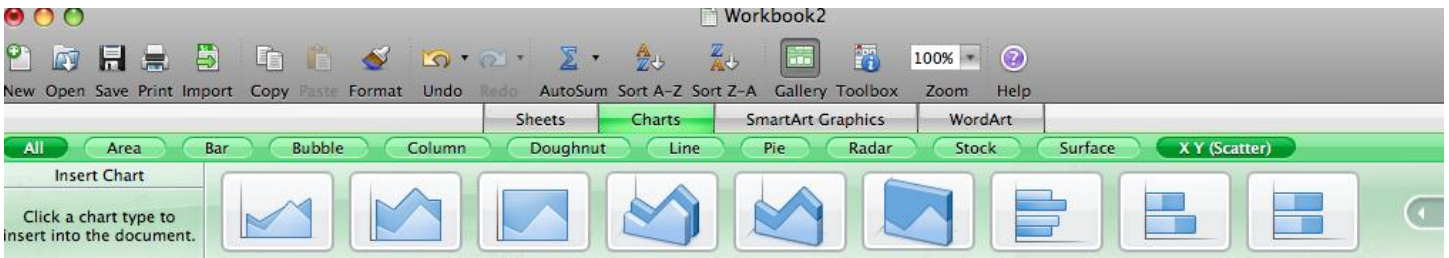 Workbook2
New Open Save Print Import Copy Paste Format Undo Redo AutoSum Sort A-Z Sort Z-A Gallery Toolbox 100% Zoom Help
Sheets Charts SmartArt Graphics WordArt
All Area Bar Bubble Column Doughnut Line Pie Radar Stock Surface X Y (Scatter)
Insert Chart
Click a chart type to
insert into the document.